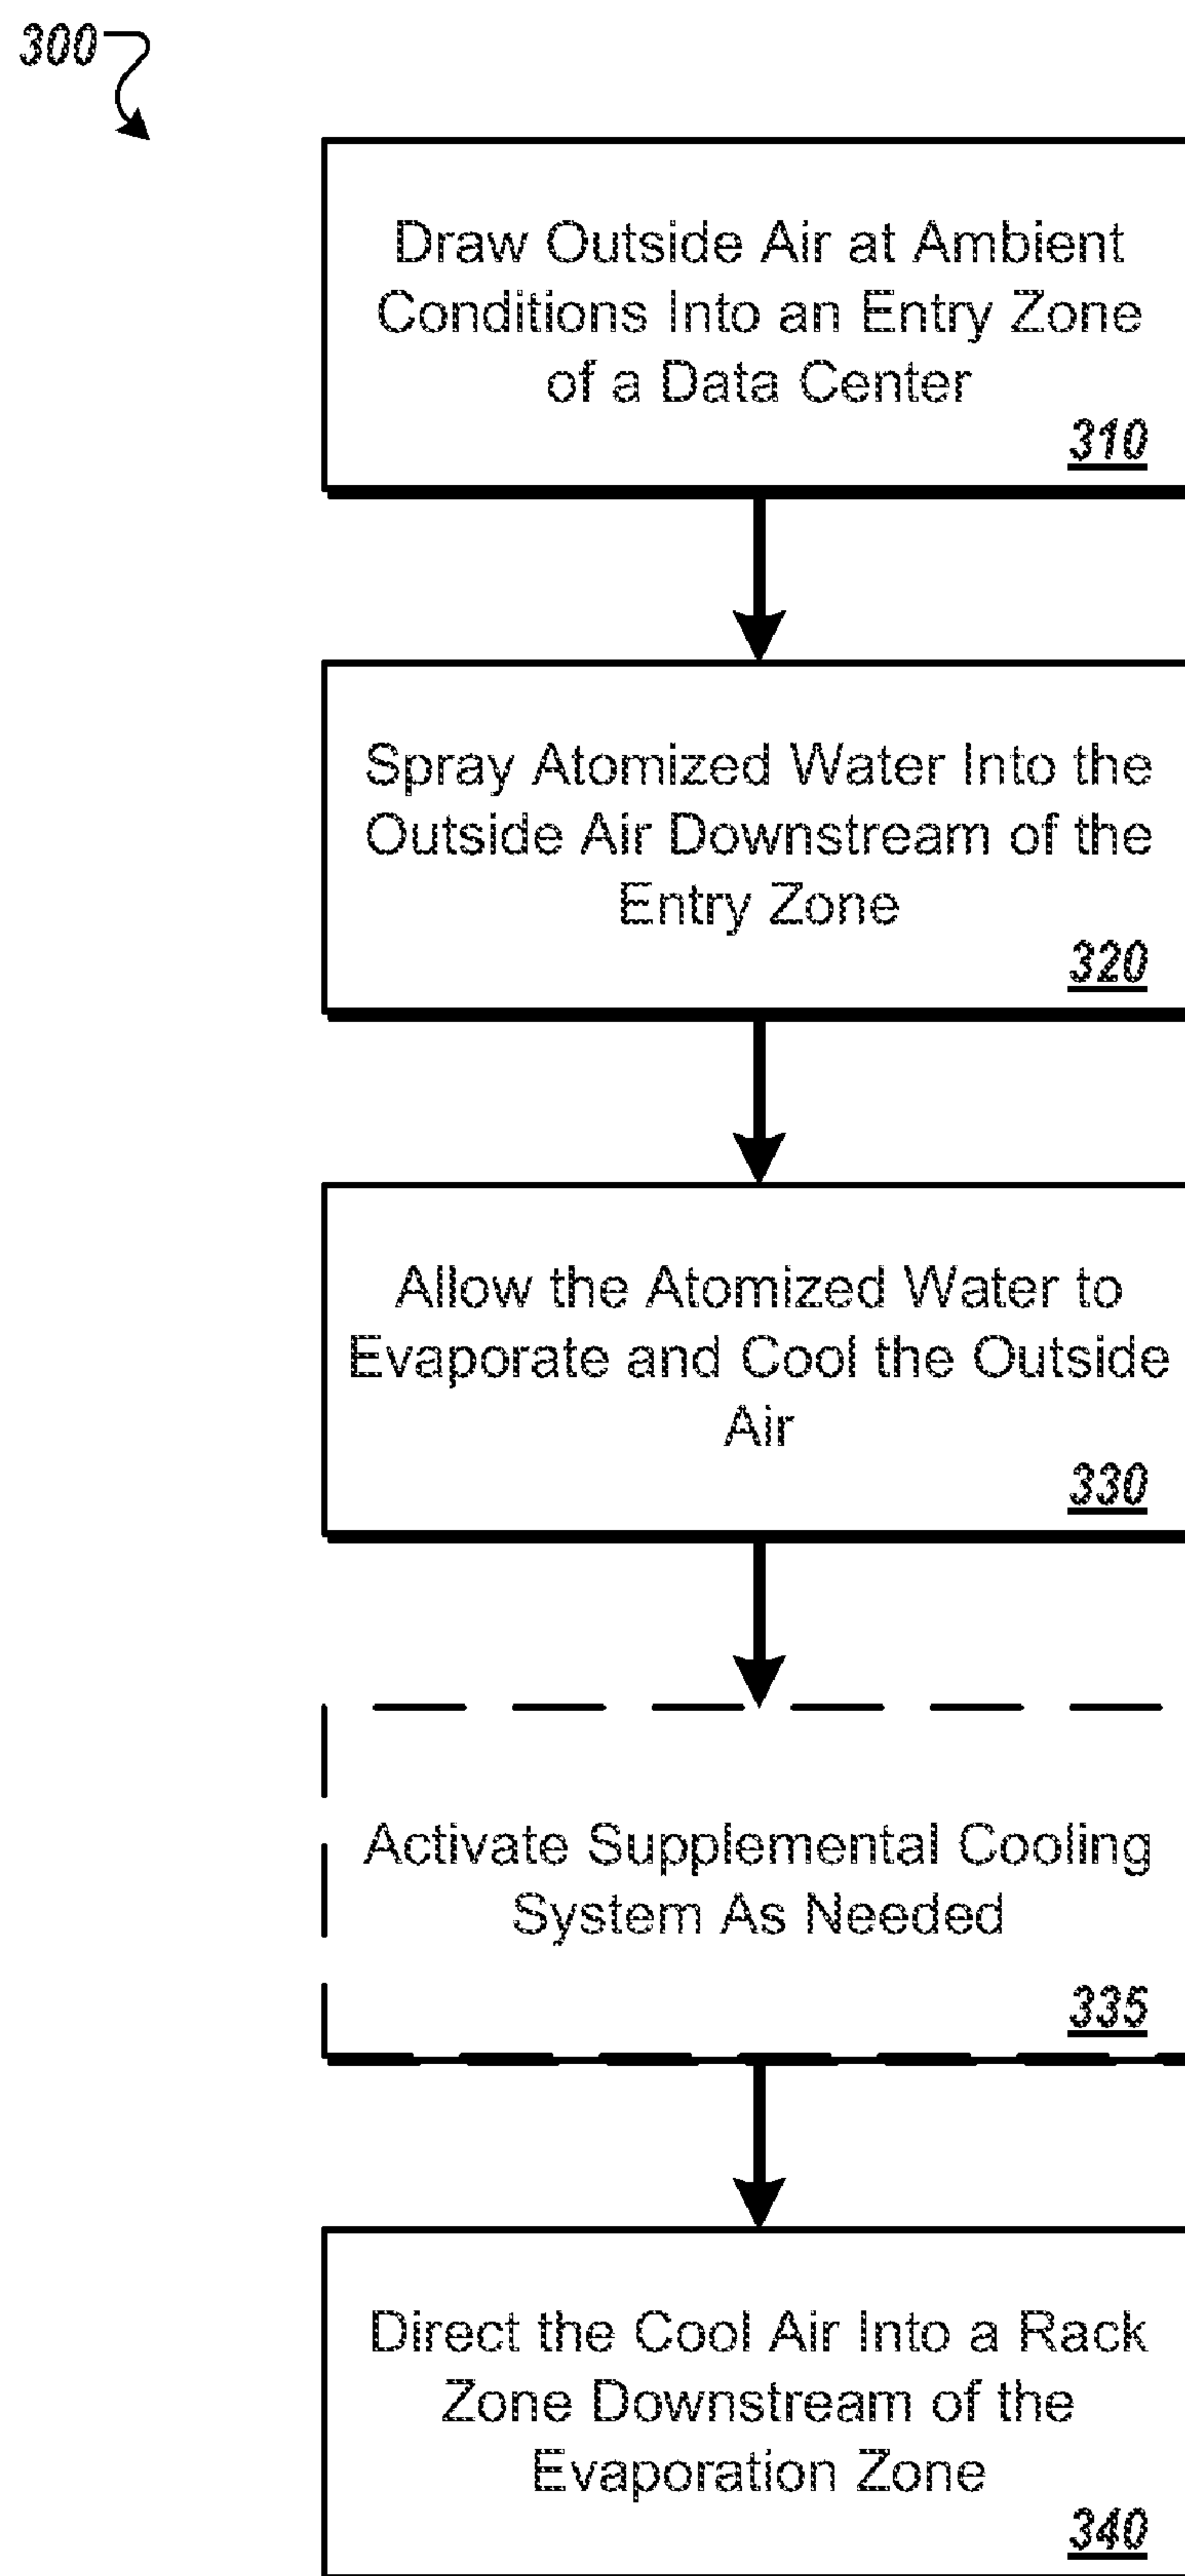 300
Draw Outside Air at Ambient
Conditions Into an Entry Zone
of a Data Center
310
Spray Atomized Water Into the
Outside Air Downstream of the
Entry Zone
320
Allow the Atomized Water to
Evaporate and Cool the Outside
Air
330
Activate Supplemental Cooling
System As Needed
335
Direct the Cool Air Into a Rack
Zone Downstream of the
Evaporation Zone
340